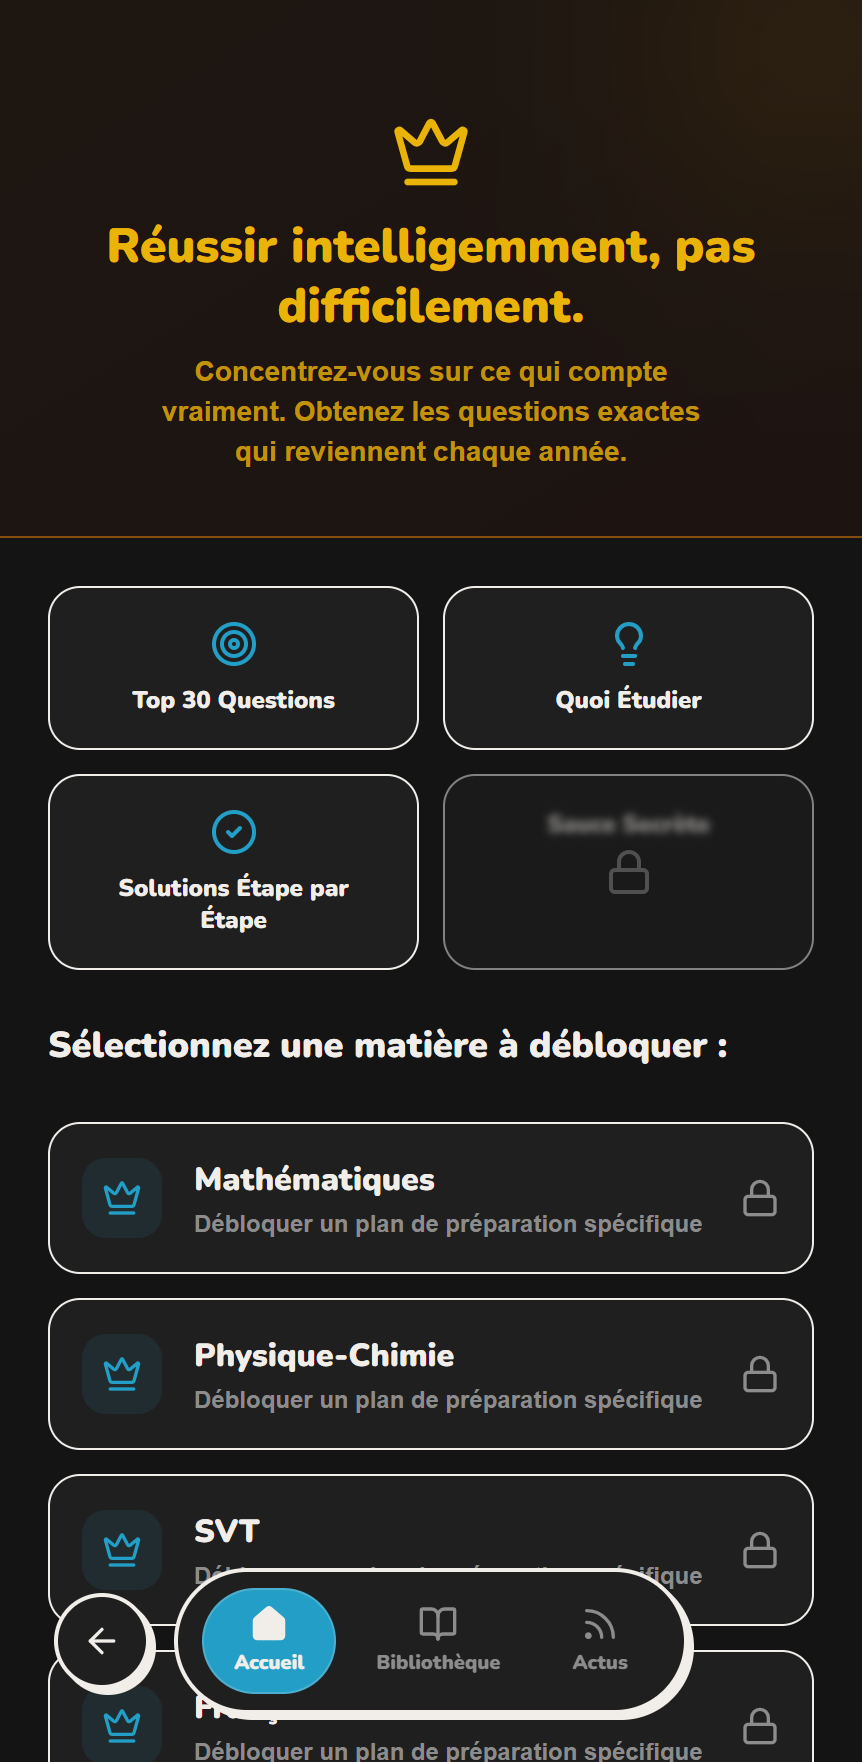 Réussir intelligemment, pas
difficilement.
Concentrez-vous sur ce qui compte
vraiment. Obtenez les questions exactes
qui reviennent chaque année.
Top 30 Questions
Quoi Étudier
Solutions Étape par
Étape
Sauce Secrète
Sélectionnez une matière à débloquer :
Mathématiques
Débloquer un plan de préparation spécifique
Physique-Chimie
Débloquer un plan de préparation spécifique
SVT
Accueil
Bibliothèque
Actus
Débloquer un plan de préparation spécifique